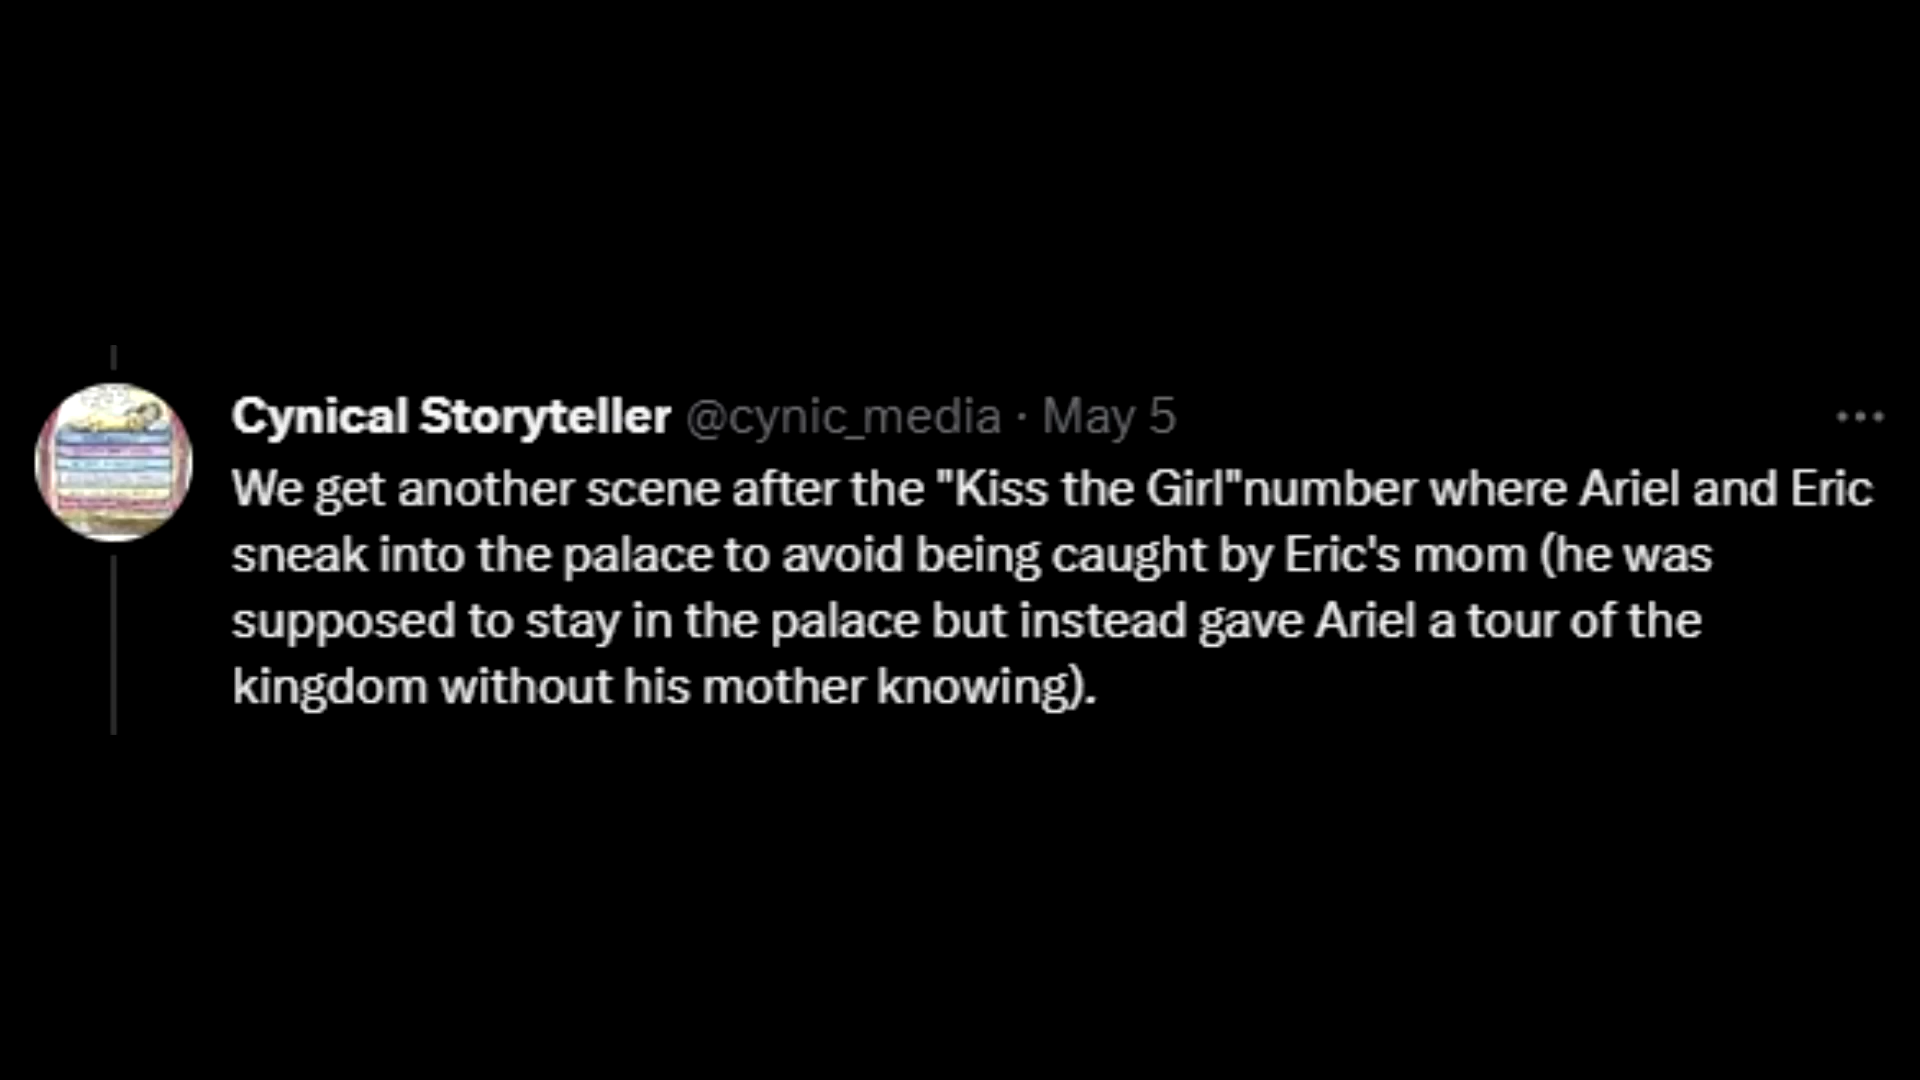 Cynical Storyteller @cynic_media · May 5
We get another scene after the "Kiss the Girl"number where Ariel and Eric
sneak into the palace to avoid being caught by Eric's mom (he was
supposed to stay in the palace but instead gave Ariel a tour of the
kingdom without his mother knowing).